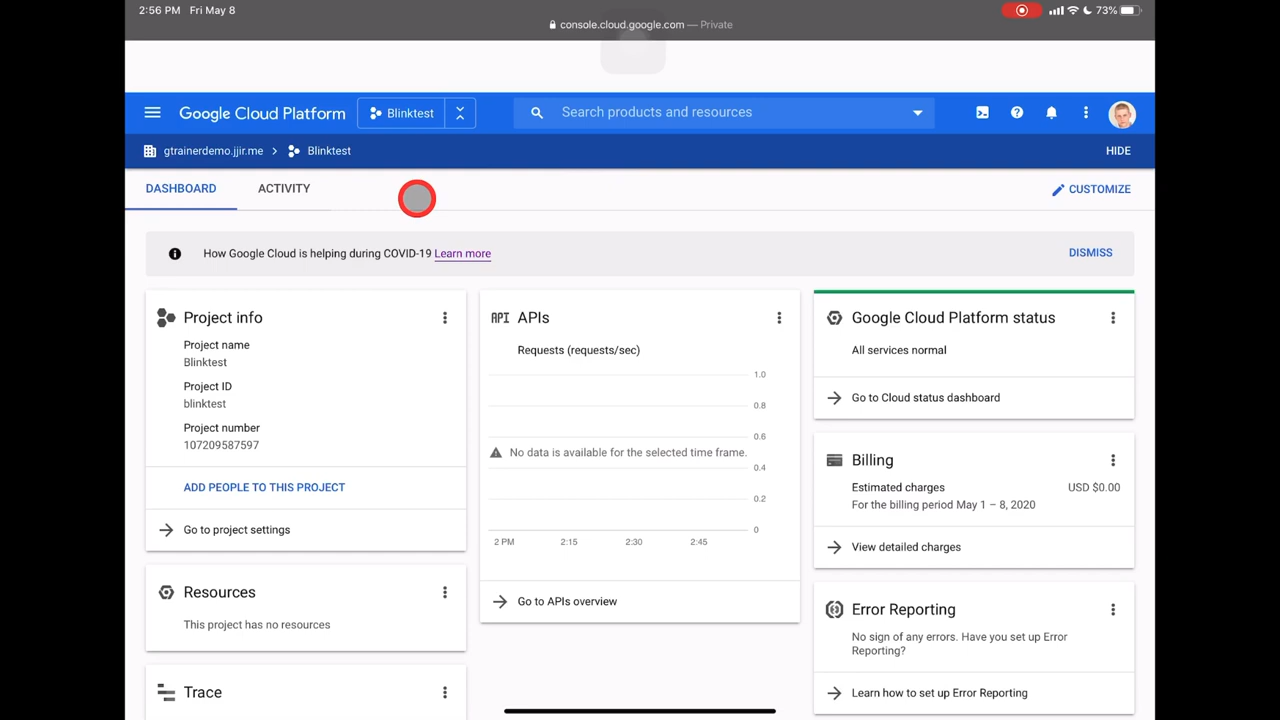 2:56 PM Fri May 8
73%
console.cloud.google.com — Private
Google Cloud Platform
Blinktest
Search products and resources
gtrainerdemo.jjir.me
Blinktest
HIDE
DASHBOARD
ACTIVITY
CUSTOMIZE
How Google Cloud is helping during COVID-19 Learn more
DISMISS
Project info
Project name
Blinktest
Project ID
blinktest
Project number
107209587597
ADD PEOPLE TO THIS PROJECT
Go to project settings
Resources
This project has no resources
Trace
API APIs
Requests (requests/sec)
1.0
0.8
0.6
No data is available for the selected time frame.
0.4
0.2
0
2 PM 2:15 2:30 2:45
Go to APIs overview
Google Cloud Platform status
All services normal
Go to Cloud status dashboard
Billing
Estimated charges USD $0.00
For the billing period May 1 – 8, 2020
View detailed charges
Error Reporting
No sign of any errors. Have you set up Error
Reporting?
Learn how to set up Error Reporting